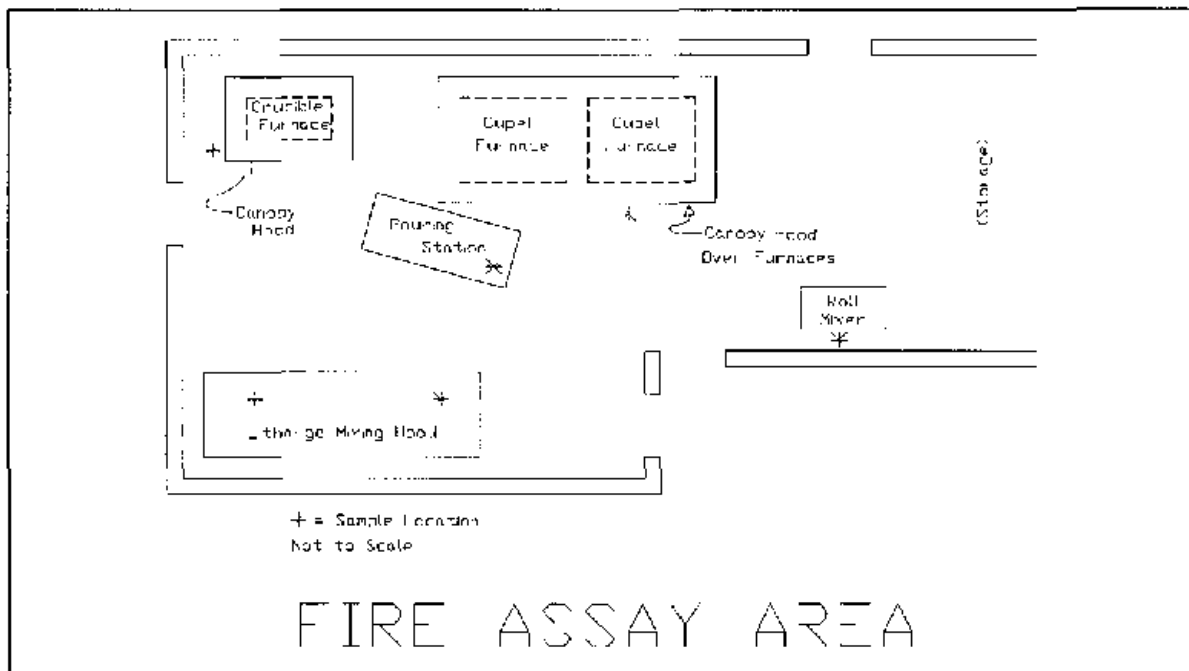 Crucible
Furnace
Cupel
Furnace
Cupel
Furnace
Canopy
Hood
Pouring
Station
Canopy Hood
Over Furnaces
(Storage)
Roll
Mixer
Litharge Mixing Hood
+ = Sample Location
Not to Scale
FIRE ASSAY AREA